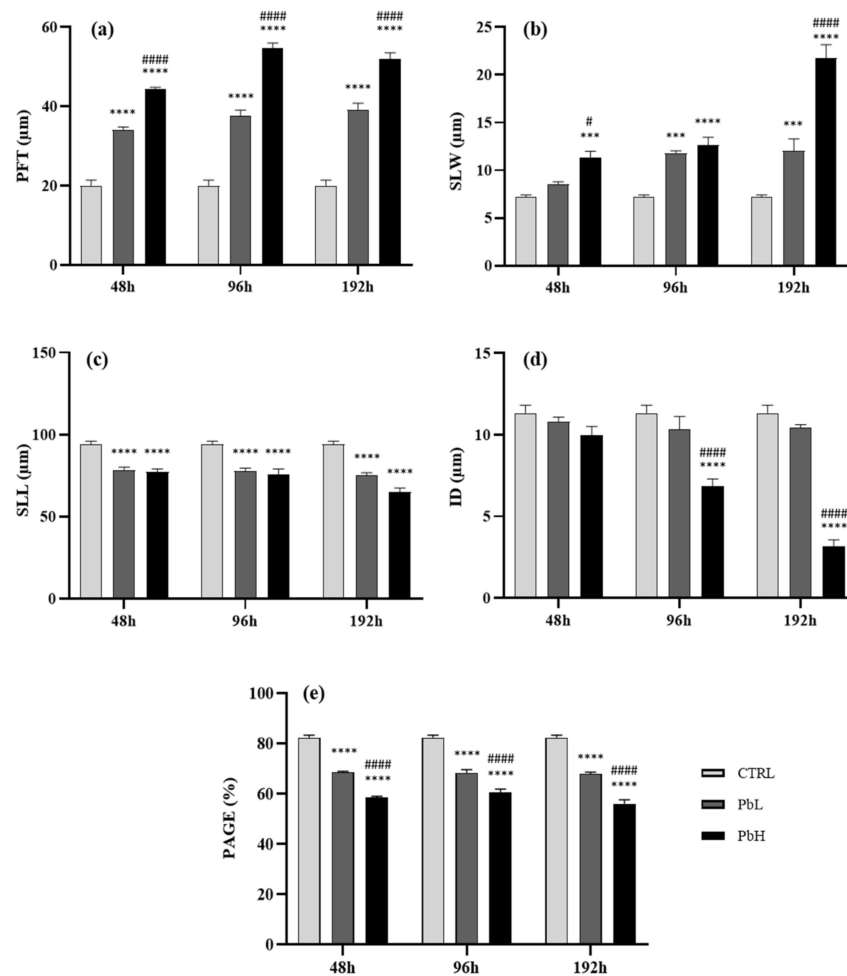 (a)
PFT (µm)
60
40
20
0
####
****
****
####
****
****
####
****
****
48h
96h
192h
(b)
SLW (µm)
25
20
15
10
5
0
#
***
***
****
***
####
****
48h
96h
192h
(c)
SLL (µm)
150
100
50
0
****
****
****
****
****
****
48h
96h
192h
(d)
ID (µm)
15
10
5
0
####
****
####
****
48h
96h
192h
(e)
PAGE (%)
100
80
60
40
20
0
****
####
****
****
####
****
****
####
****
48h
96h
192h
CTRL
PbL
PbH